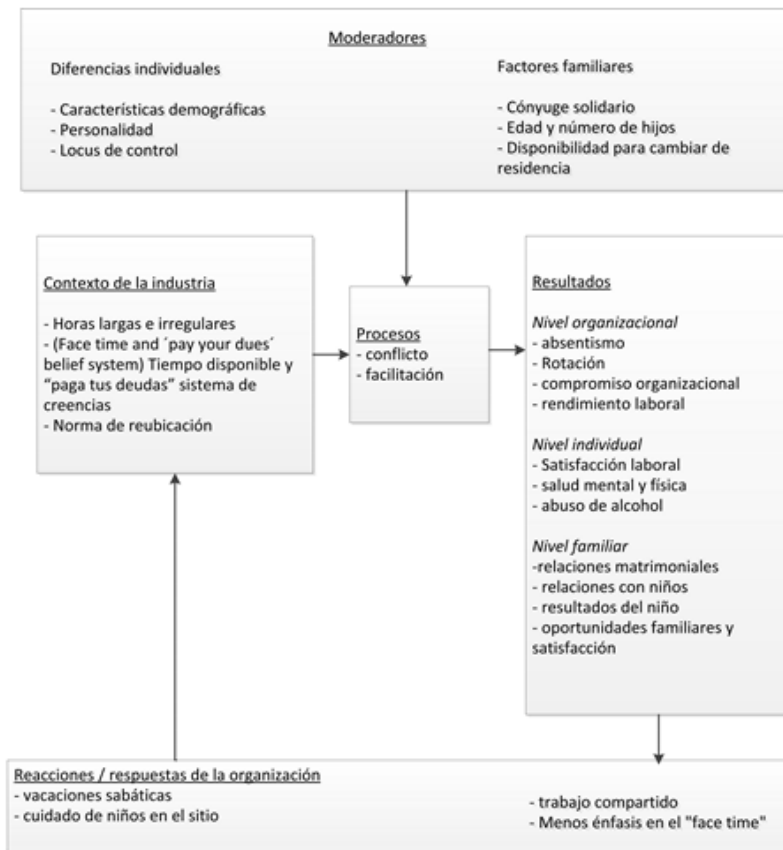 Moderadores
Diferencias individuales
- Características demográficas
- Personalidad
- Locus de control
Factores familiares
- Cónyuge solidario
- Edad y número de hijos
- Disponibilidad para cambiar de
residencia
Contexto de la industria
- Horas largas e irregulares
- (Face time and ´pay your dues´
belief system) Tiempo disponible y
“paga tus deudas” sistema de
creencias
- Norma de reubicación
Procesos
- conflicto
- facilitación
Resultados
Nivel organizacional
- absentismo
- Rotación
- compromiso organizacional
- rendimiento laboral
Nivel individual
- Satisfacción laboral
- salud mental y física
- abuso de alcohol
Nivel familiar
-relaciones matrimoniales
- relaciones con niños
- resultados del niño
- oportunidades familiares y
satisfacción
Reacciones / respuestas de la organización
- vacaciones sabáticas
- cuidado de niños en el sitio
- trabajo compartido
- Menos énfasis en el "face time"